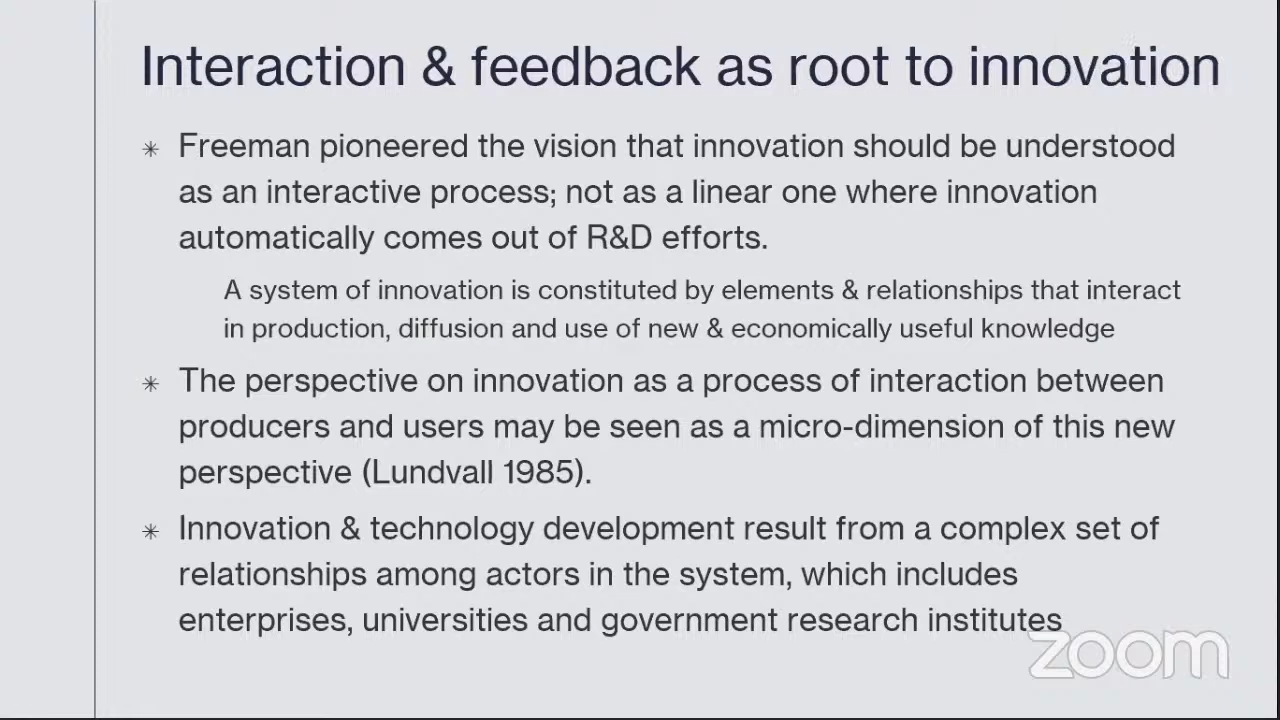 Interaction & feedback as root to innovation
✳ Freeman pioneered the vision that innovation should be understood
as an interactive process; not as a linear one where innovation
automatically comes out of R&D efforts.
A system of innovation is constituted by elements & relationships that interact
in production, diffusion and use of new & economically useful knowledge
✳ The perspective on innovation as a process of interaction between
producers and users may be seen as a micro-dimension of this new
perspective (Lundvall 1985).
✳ Innovation & technology development result from a complex set of
relationships among actors in the system, which includes
enterprises, universities and government research institutes
zoom